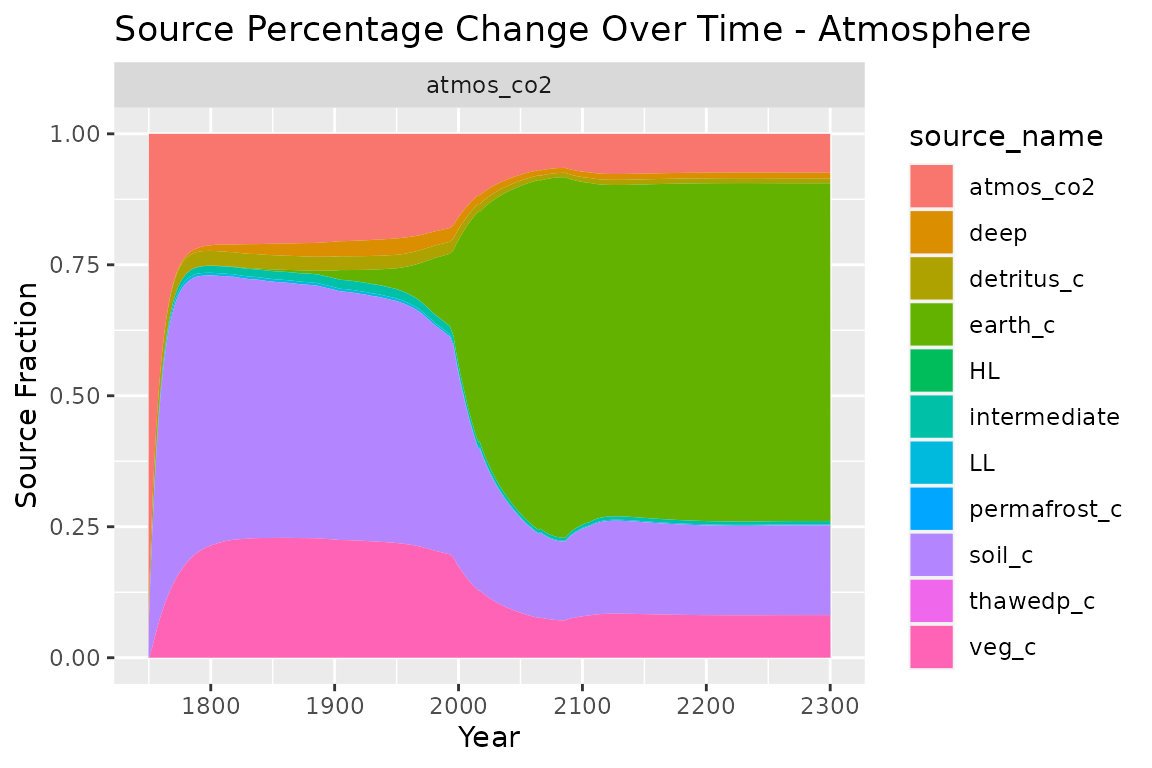 Source Percentage Change Over Time - Atmosphere
atmos_co2
1.00
0.75
0.50
0.25
0.00
Source Fraction
1800 1900 2000 2100 2200 2300
Year
source_name
atmos_co2
deep
detritus_c
earth_c
HL
intermediate
LL
permafrost_c
soil_c
thawedp_c
veg_c